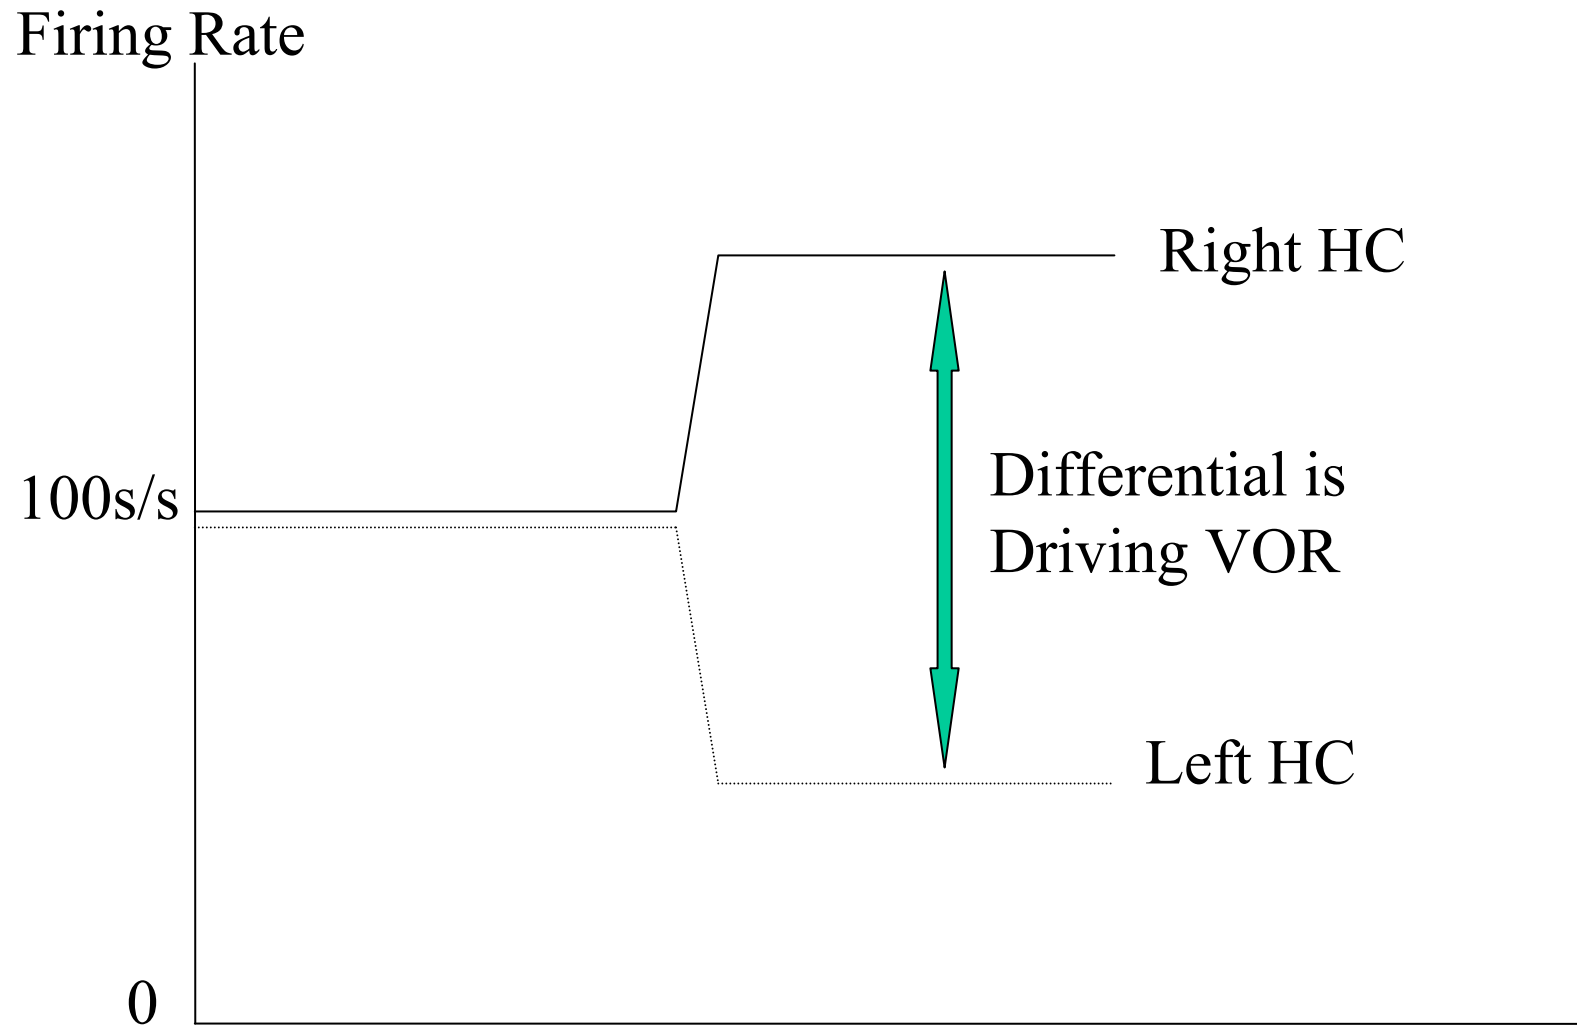 Firing Rate
Right HC
100s/s
Differential is
Driving VOR
Left HC
0